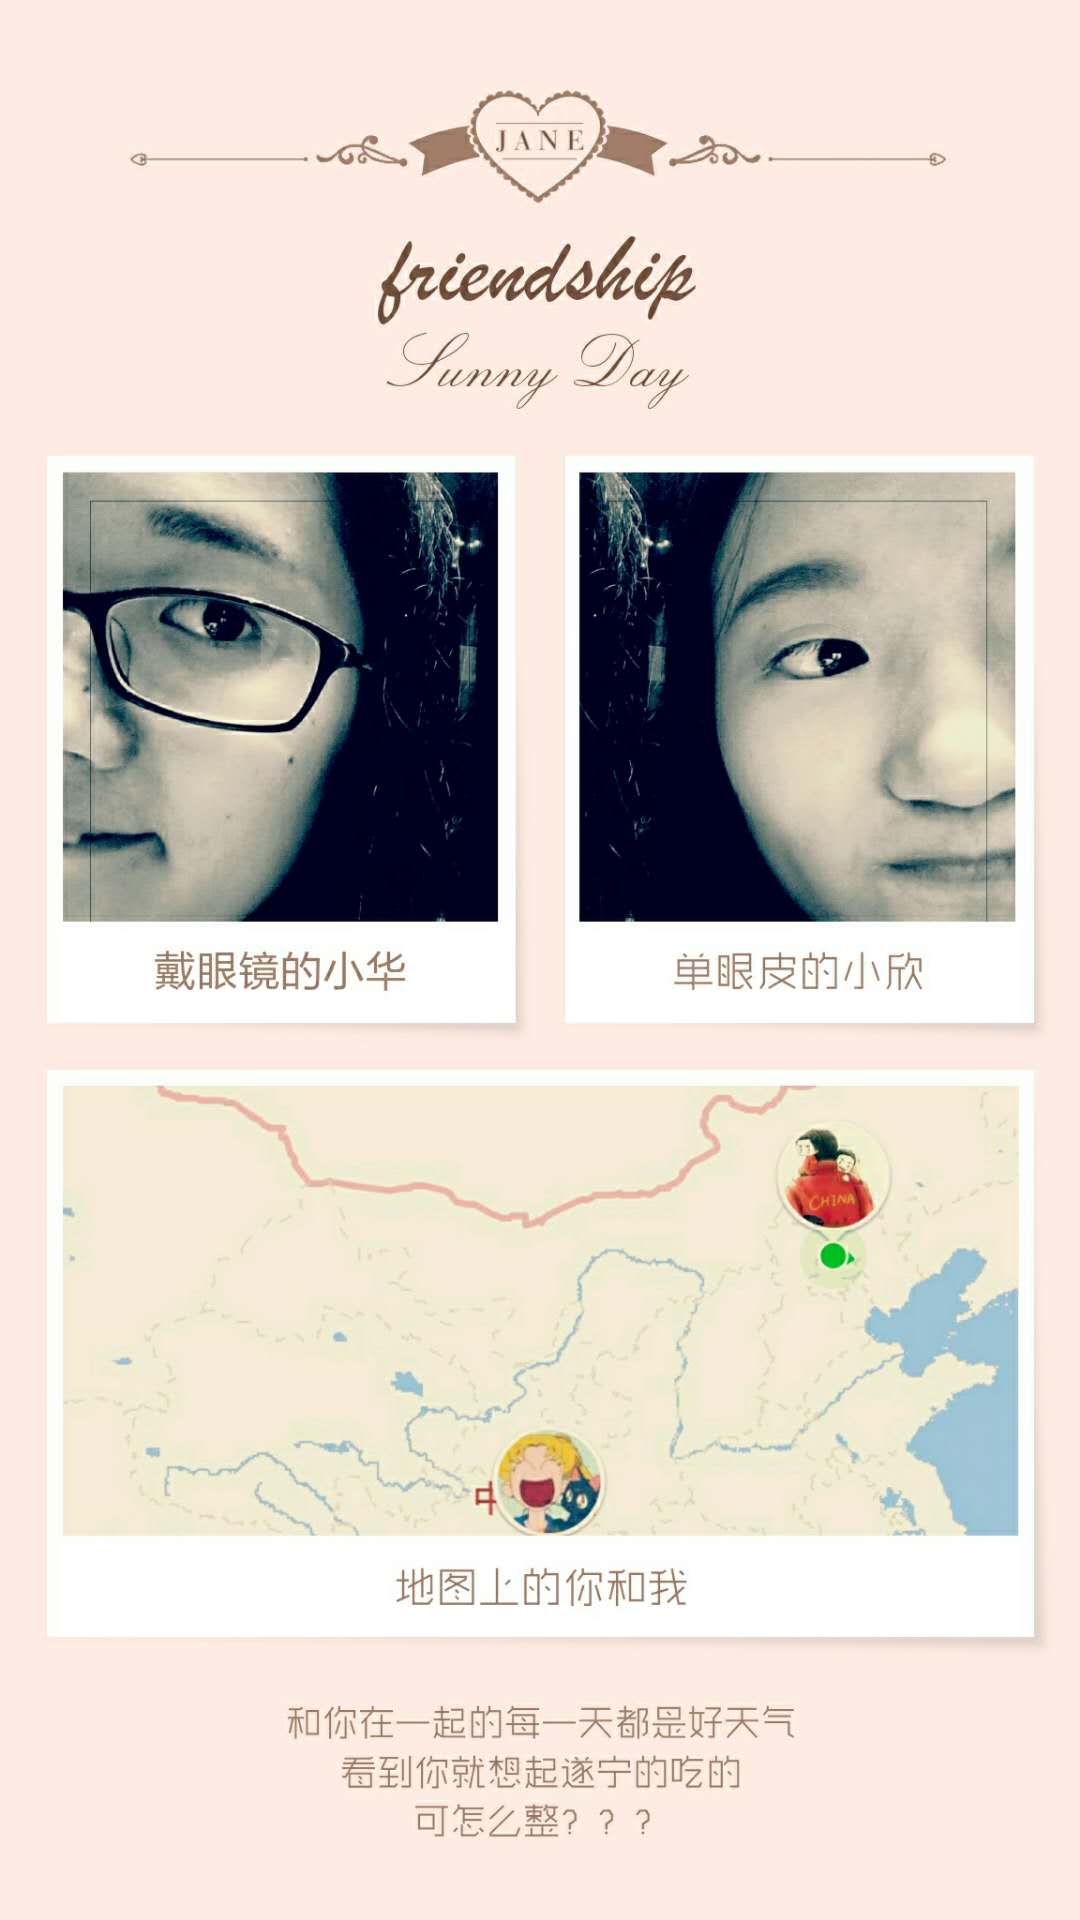 JANE
friendship
Sunny Day
戴眼镜的小华
单眼皮的小欣
CHINA
中
地图上的你和我
和你在一起的每一天都是好天气
看到你就想起遂宁的吃的
可怎么整？？？